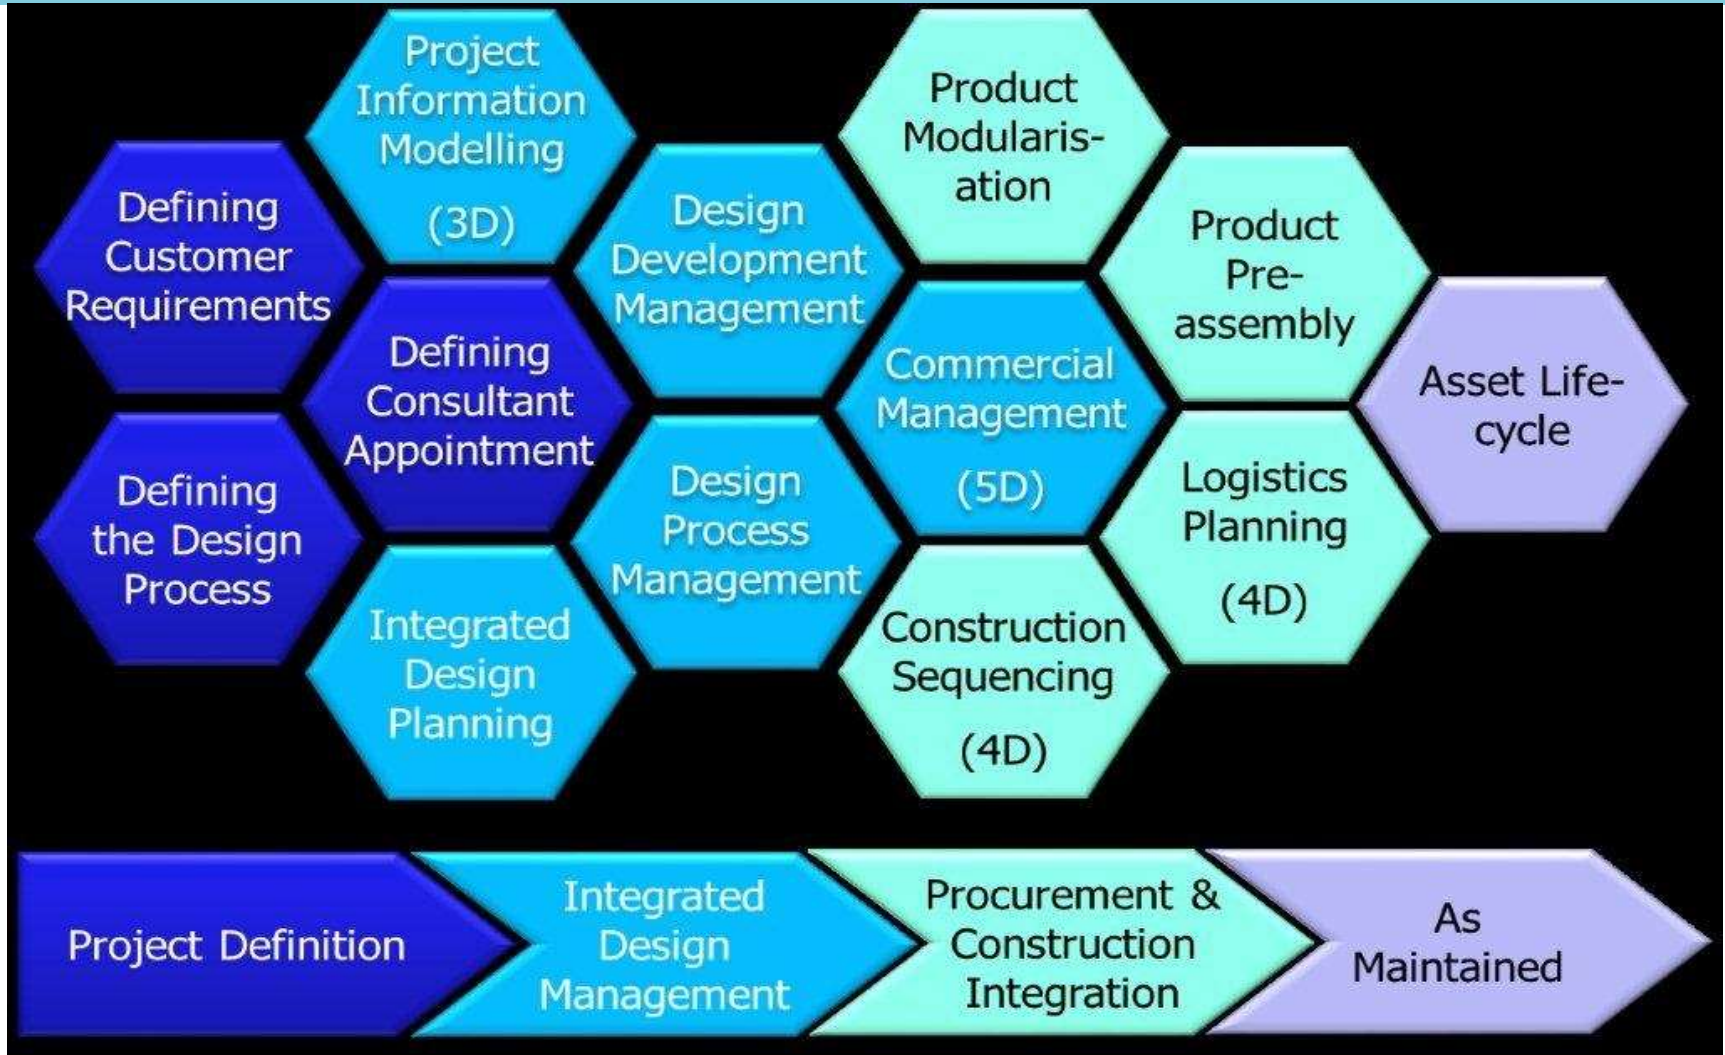 Project
Information
Modelling
(3D)
Product
Modularis-
ation
Defining
Customer
Requirements
Design
Development
Management
Product
Pre-
assembly
Defining
Consultant
Appointment
Commercial
Management
(5D)
Asset Life-
cycle
Defining
the Design
Process
Design
Process
Management
Logistics
Planning
(4D)
Integrated
Design
Planning
Construction
Sequencing
(4D)
Project Definition
Integrated
Design
Management
Procurement &
Construction
Integration
As
Maintained